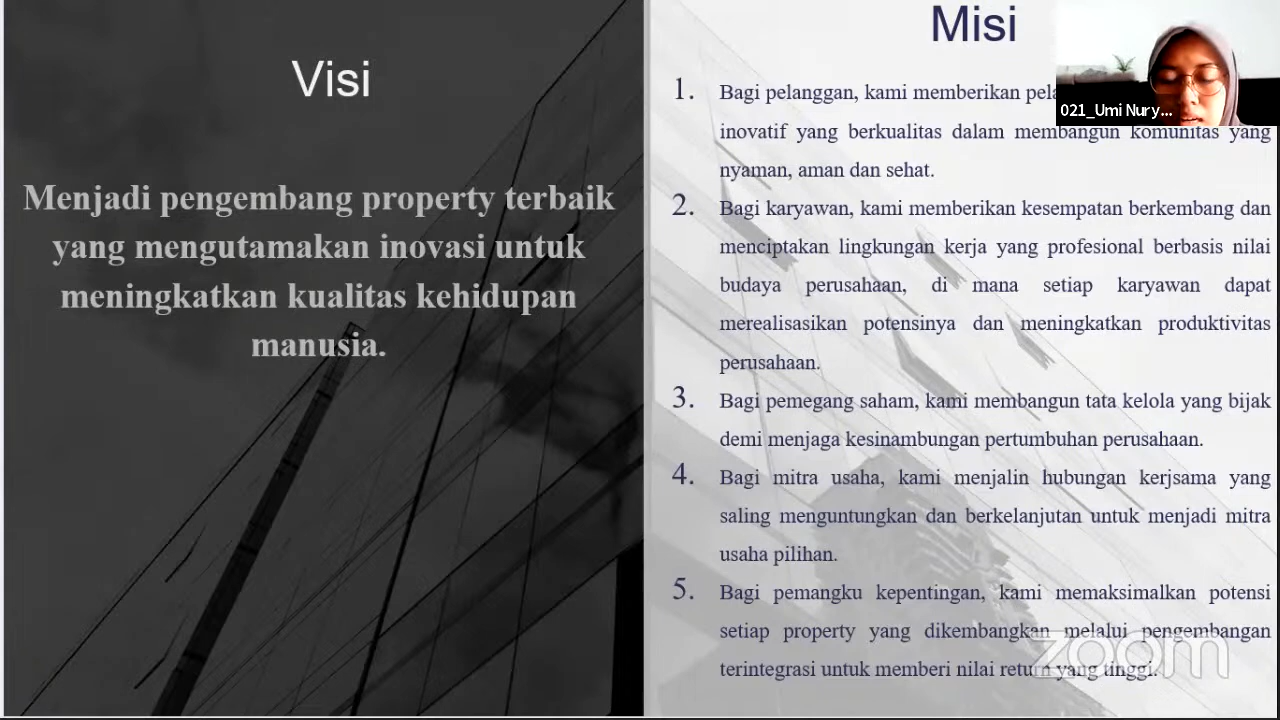 Visi
Menjadi pengembang property terbaik
yang mengutamakan inovasi untuk
meningkatkan kualitas kehidupan
manusia.
Misi
1. Bagi pelanggan, kami memberikan
inovatif yang berkualitas dalam membangun komunitas yang
nyaman, aman dan sehat.
2. Bagi karyawan, kami memberikan kesempatan berkembang dan
menciptakan lingkungan kerja yang profesional berbasis nilai
budaya perusahaan, di mana setiap karyawan dapat
merealisasikan potensinya dan meningkatkan produktivitas
perusahaan.
3. Bagi pemegang saham, kami membangun tata kelola yang bijak
demi menjaga kesinambungan pertumbuhan perusahaan.
4. Bagi mitra usaha, kami menjalin hubungan kerjsama yang
saling menguntungkan dan berkelanjutan untuk menjadi mitra
usaha pilihan.
5. Bagi pemangku kepentingan, kami memaksimalkan potensi
setiap property yang dikembangkan melalui pengembangan
terintegrasi untuk memberi nilai return yang tinggi.
021_Umi Nury...
zoom